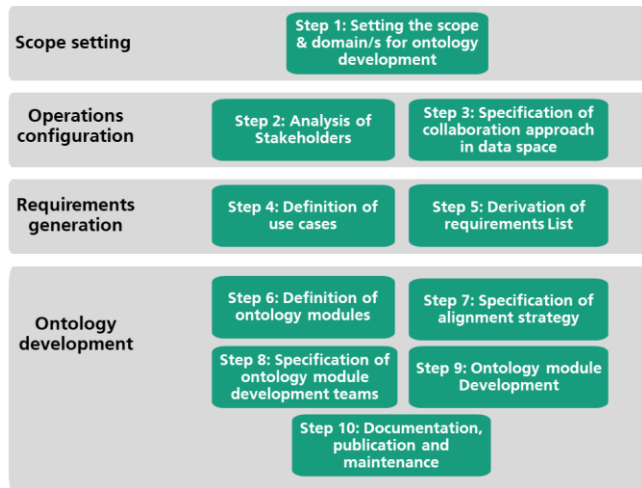 Scope setting
Step 1: Setting the scope
& domain/s for ontology
development
Operations
configuration
Step 2: Analysis of
Stakeholders
Step 3: Specification of
collaboration approach
in data space
Requirements
generation
Step 4: Definition of
use cases
Step 5: Derivation of
requirements List
Ontology
development
Step 6: Definition of
ontology modules
Step 7: Specification of
alignment strategy
Step 8: Specification of
ontology module
development teams
Step 9: Ontology module
Development
Step 10: Documentation,
publication and
maintenance